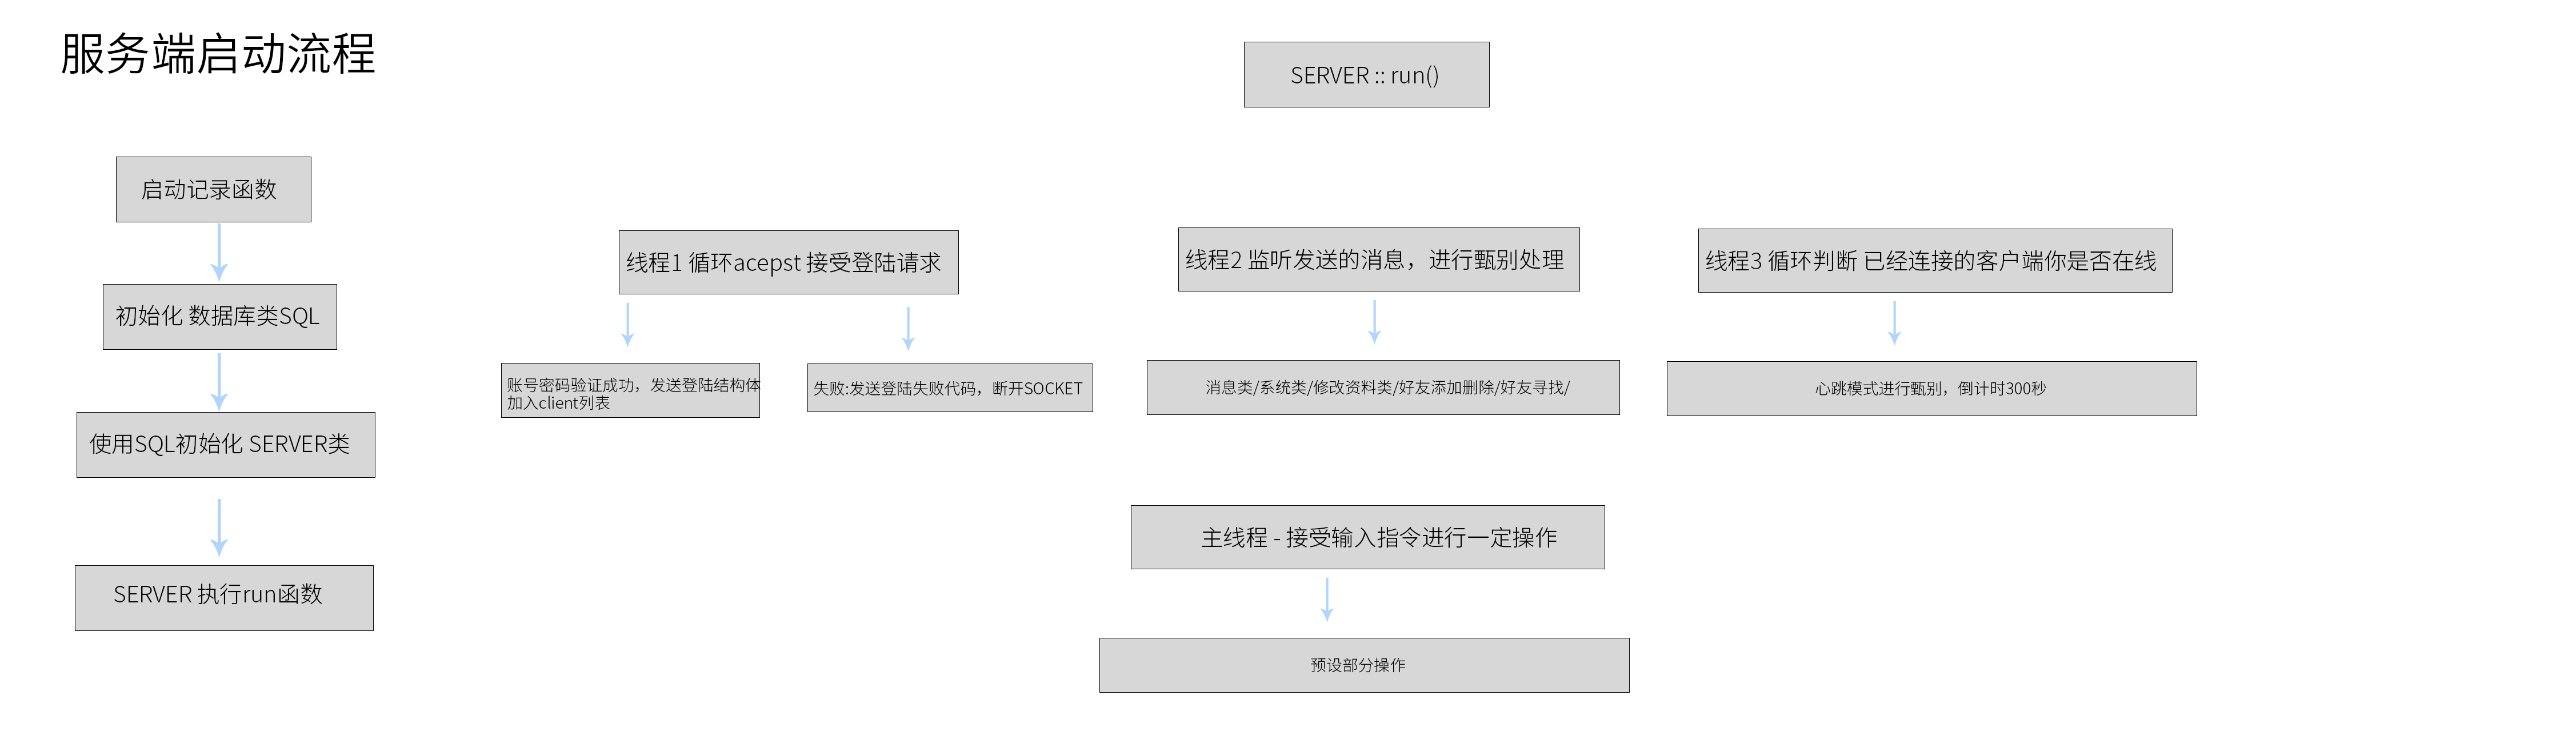 服务端启动流程
启动记录函数
初始化 数据库类SQL
使用SQL初始化 SERVER类
SERVER 执行run函数
SERVER :: run()
线程1 循环acepst 接受登陆请求
账号密码验证成功，发送登陆结构体
加入client列表
失败:发送登陆失败代码，断开SOCKET
线程2 监听发送的消息，进行甄别处理
消息类/系统类/修改资料类/好友添加删除/好友寻找/
线程3 循环判断 已经连接的客户端你是否在线
心跳模式进行甄别，倒计时300秒
主线程 - 接受输入指令进行一定操作
预设部分操作